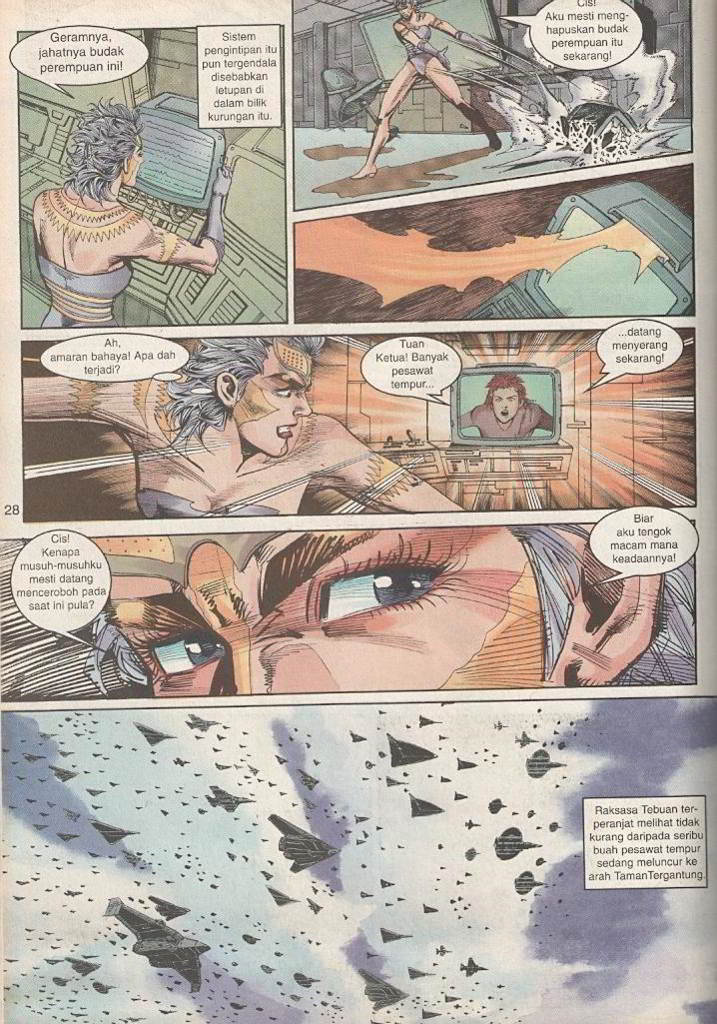 Geramnya,
jahatnya budak
perempuan ini!
Sistem
pengintipan itu
pun tergendala
disebabkan
letupan di
dalam bilik
kurungan itu.
Cis!
Aku mesti meng-
hapuskan budak
perempuan itu
sekarang!
Ah,
amaran bahaya! Apa dah
terjadi?
Tuan
Ketua! Banyak
pesawat
tempur...
...datang
menyerang
sekarang!
28
Cis!
Kenapa
musuh-musuhku
mesti datang
menceroboh pada
saat ini pula?
Biar
aku tengok
macam mana
keadaannya!
Raksasa Tebuan ter-
peranjat melihat tidak
kurang daripada seribu
buah pesawat tempur
sedang meluncur ke
arah TamanTergantung.